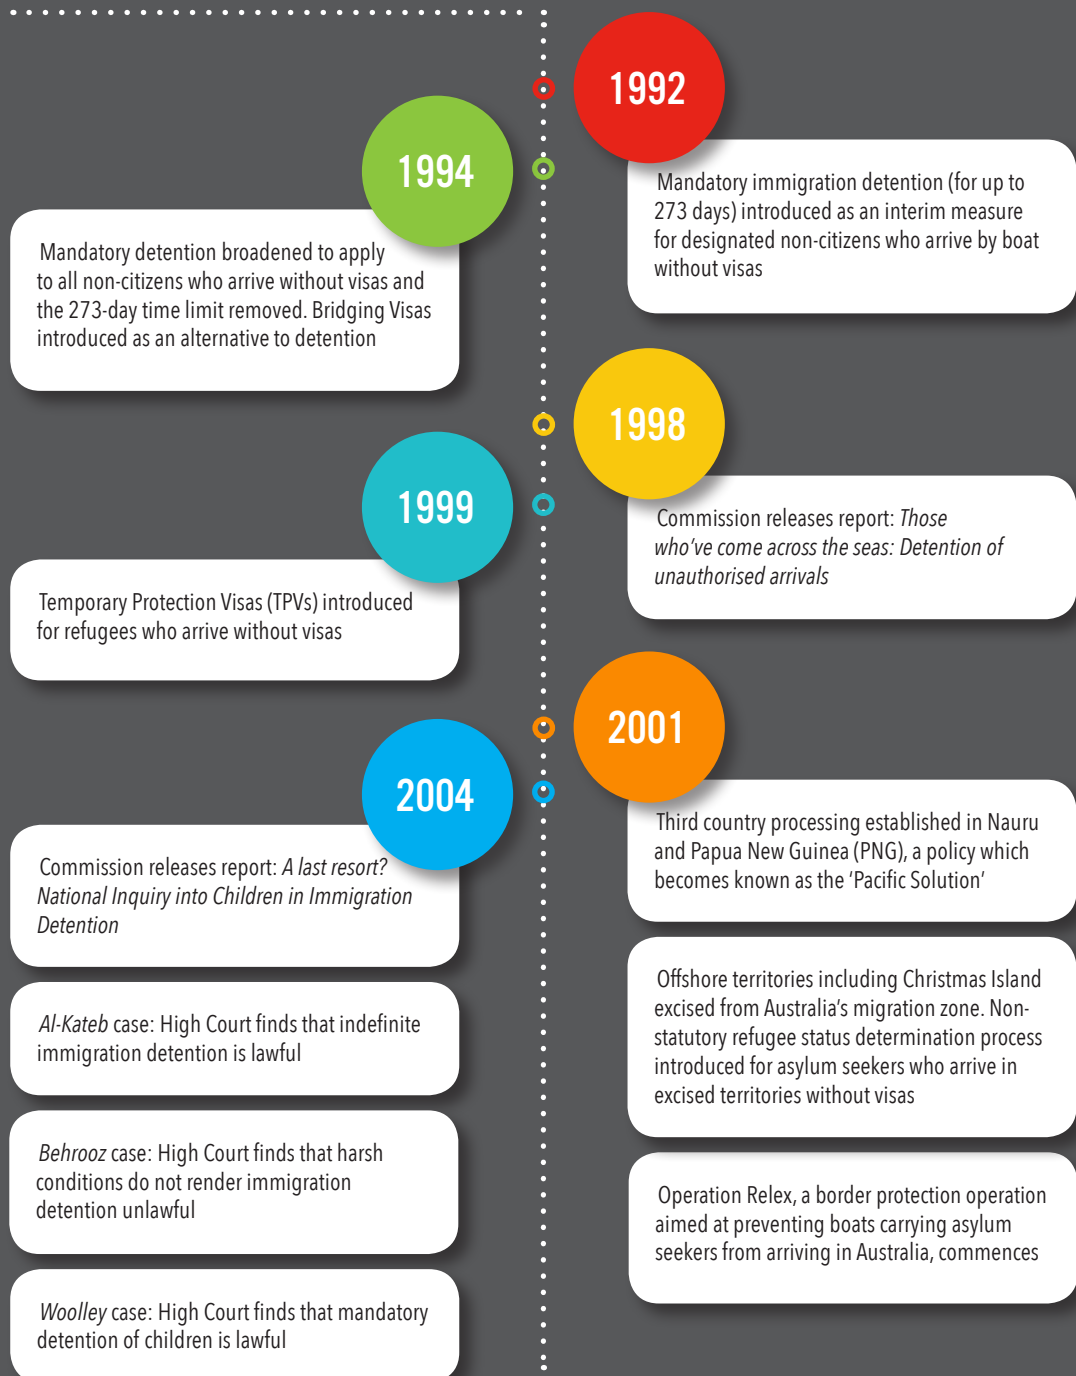 1992
Mandatory immigration detention (for up to
273 days) introduced as an interim measure
for designated non-citizens who arrive by boat
without visas
1994
Mandatory detention broadened to apply
to all non-citizens who arrive without visas and
the 273-day time limit removed. Bridging Visas
introduced as an alternative to detention
1998
Commission releases report: Those
who’ve come across the seas: Detention of
unauthorised arrivals
1999
Temporary Protection Visas (TPVs) introduced
for refugees who arrive without visas
2001
Third country processing established in Nauru
and Papua New Guinea (PNG), a policy which
becomes known as the ‘Pacific Solution’
Offshore territories including Christmas Island
excised from Australia’s migration zone. Non-
statutory refugee status determination process
introduced for asylum seekers who arrive in
excised territories without visas
Operation Relex, a border protection operation
aimed at preventing boats carrying asylum
seekers from arriving in Australia, commences
2004
Commission releases report: A last resort?
National Inquiry into Children in Immigration
Detention
Al-Kateb case: High Court finds that indefinite
immigration detention is lawful
Behrooz case: High Court finds that harsh
conditions do not render immigration
detention unlawful
Woolley case: High Court finds that mandatory
detention of children is lawful